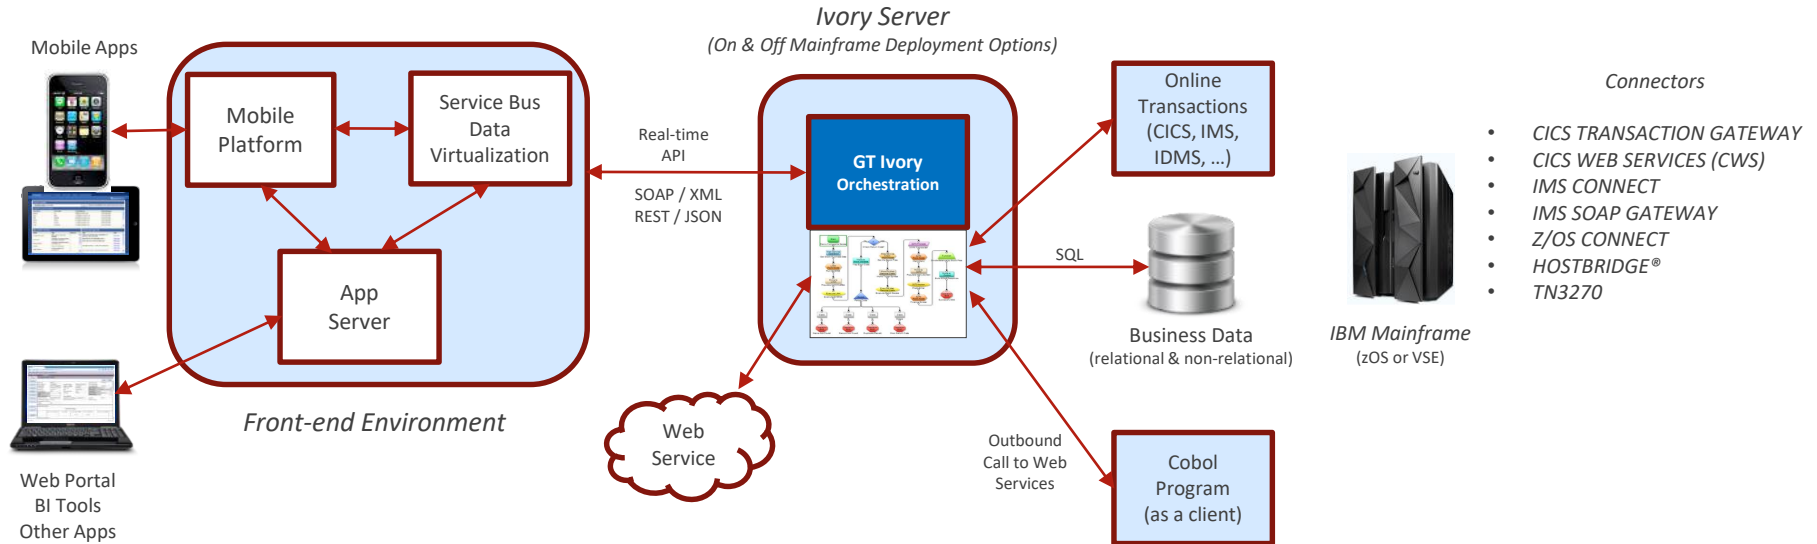 Ivory Server
(On & Off Mainframe Deployment Options)
Mobile Apps
Mobile
Platform
Service Bus
Data
Virtualization
App
Server
Front-end Environment
Web Portal
BI Tools
Other Apps
Real-time
API
SOAP / XML
REST / JSON
GT Ivory
Orchestration
Web
Service
Online
Transactions
(CICS, IMS,
IDMS, ...)
SQL
Business Data
(relational & non-relational)
Outbound
Call to Web
Services
Cobol
Program
(as a client)
IBM Mainframe
(zOS or VSE)
Connectors
• CICS TRANSACTION GATEWAY
• CICS WEB SERVICES (CWS)
• IMS CONNECT
• IMS SOAP GATEWAY
• Z/OS CONNECT
• HOSTBRIDGE®
• TN3270